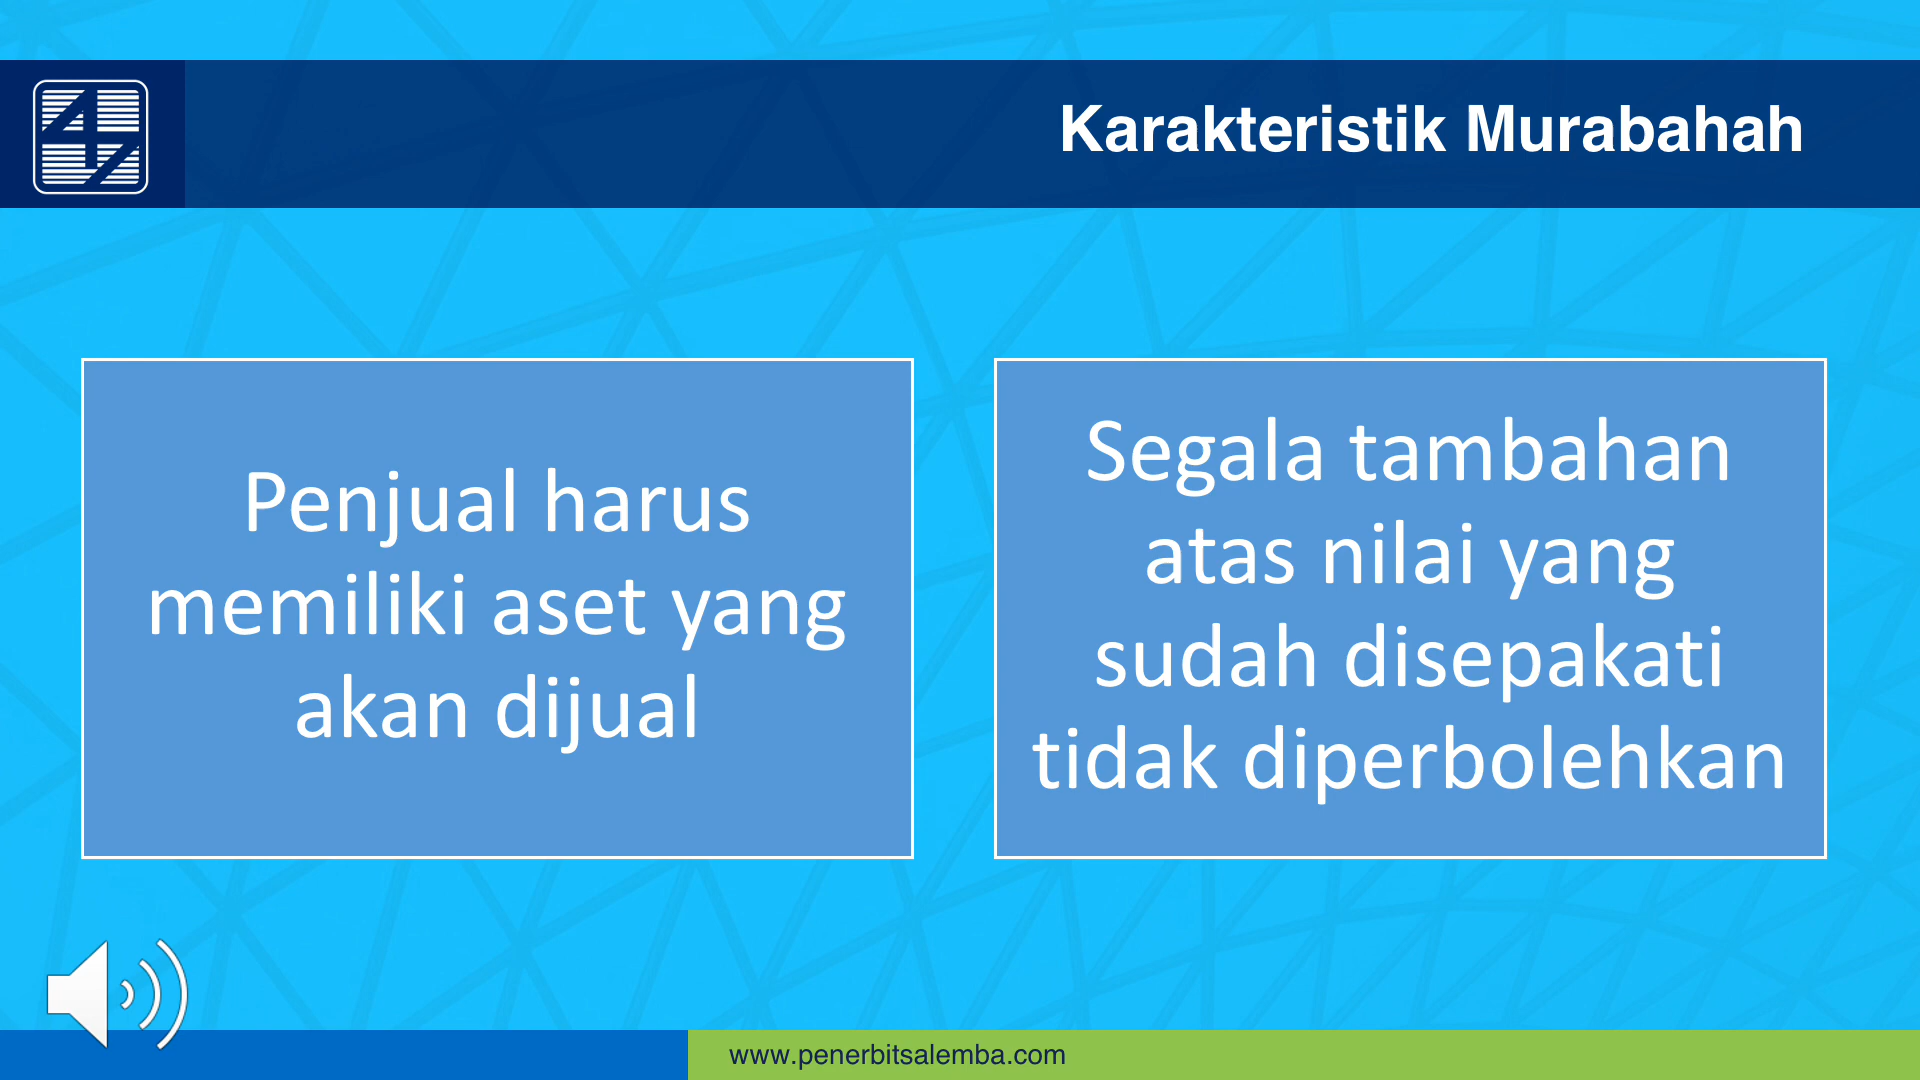 Karakteristik Murabahah
Penjual harus
memiliki aset yang
akan dijual
Segala tambahan
atas nilai yang
sudah disepakati
tidak diperbolehkan
www.penerbitsalemba.com